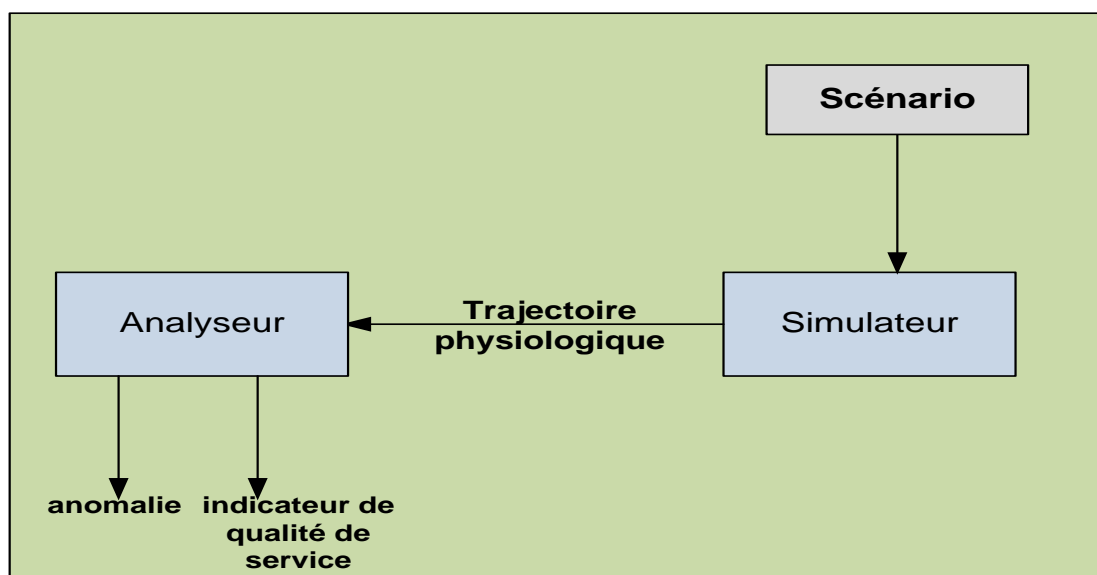 Scénario
Analyseur
Trajectoire
physiologique
Simulateur
anomalie
indicateur de
qualité de
service